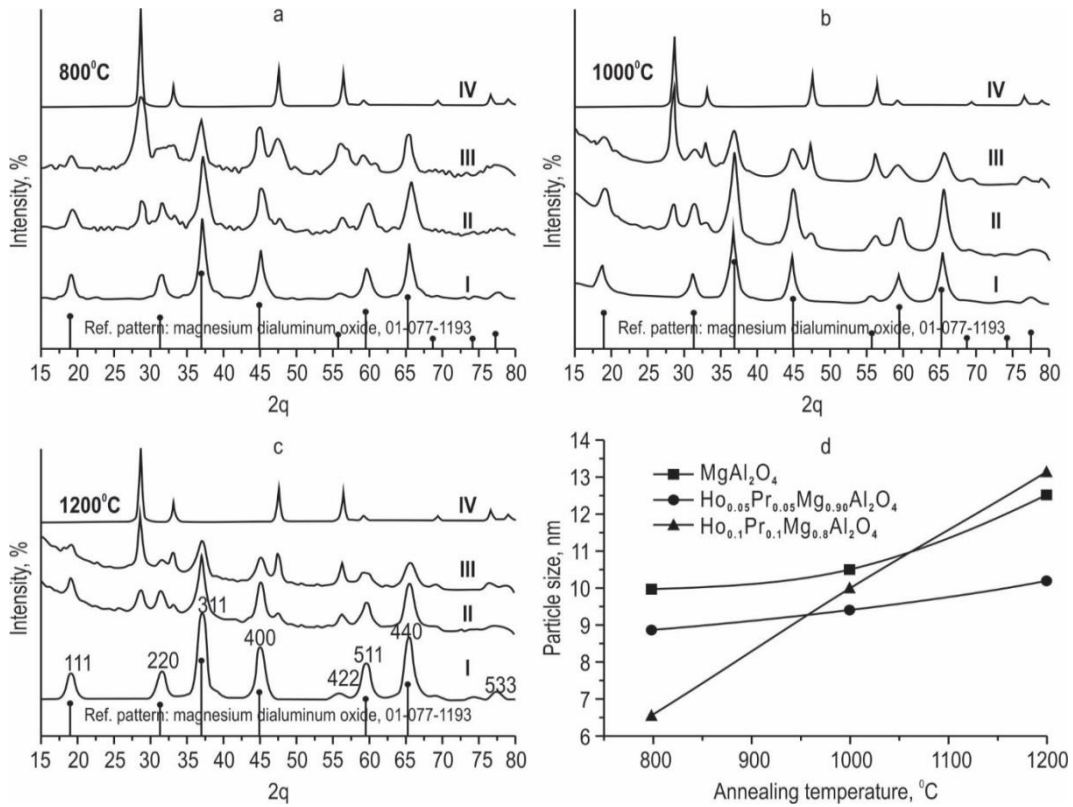 a
800⁰C
IV
III
II
I
Intensity, %
Ref. pattern: magnesium dialuminum oxide, 01-077-1193
15 20 25 30 35 40 45 50 55 60 65 70 75 80
2q
b
1000⁰C
IV
III
II
I
Intensity, %
Ref. pattern: magnesium dialuminum oxide, 01-077-1193
15 20 25 30 35 40 45 50 55 60 65 70 75 80
2q
c
1200⁰C
IV
III
II
I
111
220
311
400
422
511
440
533
Intensity, %
Ref. pattern: magnesium dialuminum oxide, 01-077-1193
15 20 25 30 35 40 45 50 55 60 65 70 75 80
2q
d
MgAl₂O₄
Ho₀.₀₅Pr₀.₀₅Mg₀.₉₀Al₂O₄
Ho₀.₁Pr₀.₁Mg₀.₈Al₂O₄
Particle size, nm
14
13
12
11
10
9
8
7
6
800 900 1000 1100 1200
Annealing temperature, ⁰C